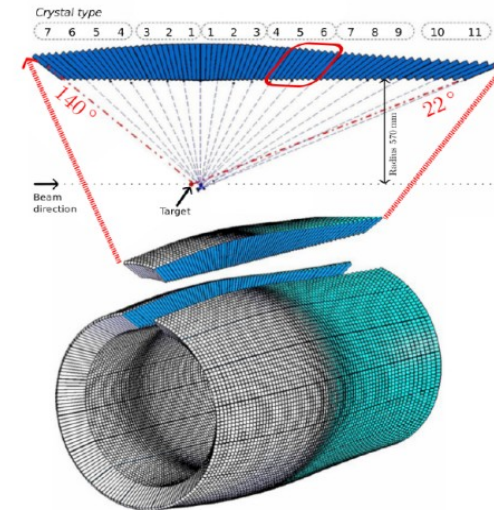 Crystal type
7 6 5 4 3 2 1 1 2 3 4 5 6 7 8 9 10 11
140°
22°
Radius 570 mm
Beam
direction
Target